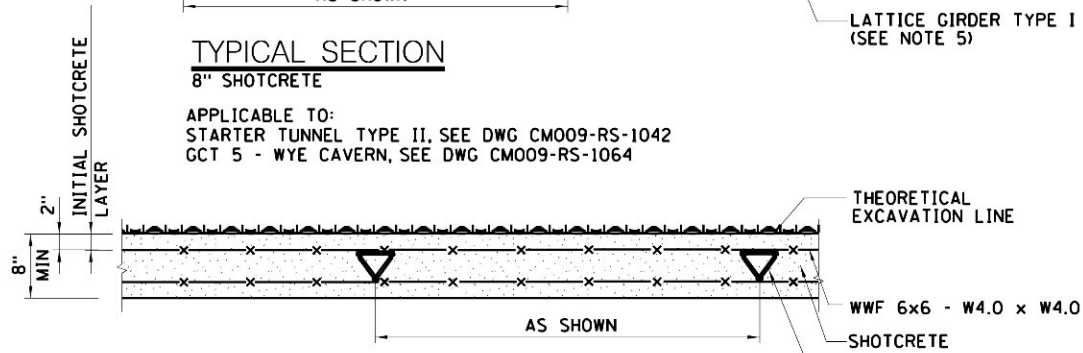 AS SHOWN
LATTICE GIRDER TYPE I
(SEE NOTE 5)
TYPICAL SECTION
8" SHOTCRETE
APPLICABLE TO:
STARTER TUNNEL TYPE II, SEE DWG CM009-RS-1042
GCT 5 - WYE CAVERN, SEE DWG CM009-RS-1064
INITIAL SHOTCRETE
LAYER
2"
8"
MIN
THEORETICAL
EXCAVATION LINE
WWF 6x6 - W4.0 x W4.0
AS SHOWN
SHOTCRETE